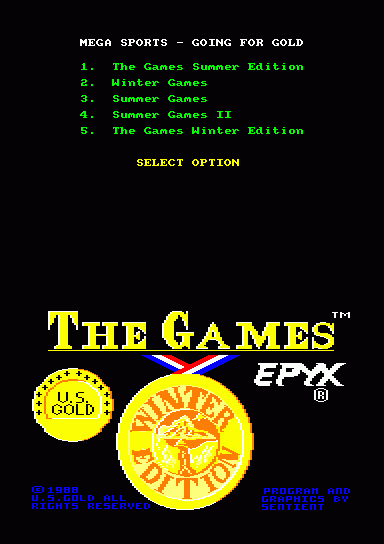 MEGA SPORTS - GOING FOR GOLD
1. The Games Summer Edition
2. Winter Games
3. Summer Games
4. Summer Games II
5. The Games Winter Edition
SELECT OPTION
THE GAMES™
EPYX®
U.S.
GOLD
WINTER
EDITION
© 1988
U.S.GOLD ALL
RIGHTS RESERVED
PROGRAM AND
GRAPHICS BY
SENTIENT